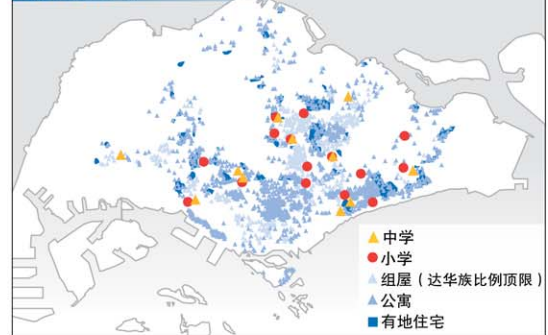 中学
小学
组屋（达华族比例顶限）
公寓
有地住宅